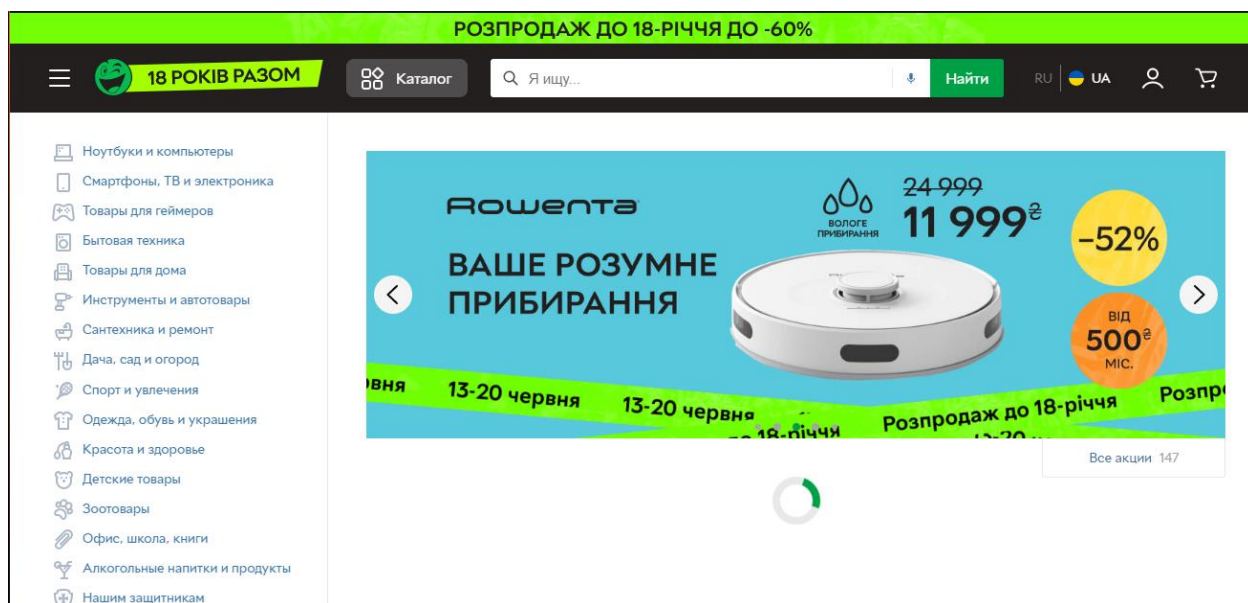 РОЗПРОДАЖ ДО 18-РІЧЧЯ ДО -60%
18 РОКІВ РАЗОМ
Каталог
Я ищу...
Найти
RU
UA
Ноутбуки и компьютеры
Смартфоны, ТВ и электроника
Товары для геймеров
Бытовая техника
Товары для дома
Инструменты и автотовары
Сантехника и ремонт
Дача, сад и огород
Спорт и увлечения
Одежда, обувь и украшения
Красота и здоровье
Детские товары
Зоотовары
Офис, школа, книги
Алкогольные напитки и продукты
Нашим защитникам
Rowenta
ВАШЕ РОЗУМНЕ
ПРИБИРАННЯ
ВОЛОГЕ
ПРИБИРАННЯ
24 999
11 999₴
–52%
ВІД
500₴
МІС.
13-20 червня
13-20 червня
Розпродаж до 18-річчя
18-річчя
Все акции 147